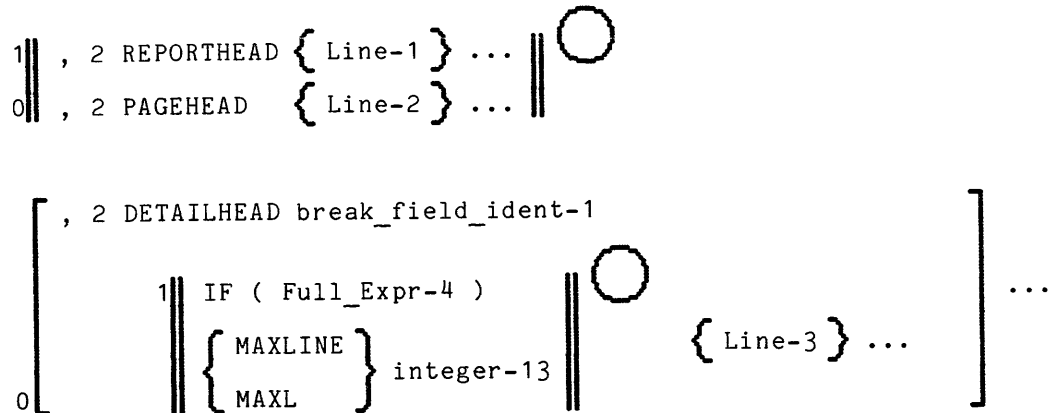 1‖ , 2 REPORTHEAD { Line-1 } ... ‖
0‖ , 2 PAGEHEAD { Line-2 } ... ‖
[ , 2 DETAILHEAD break_field_ident-1 ]
1‖ IF ( Full_Expr-4 ) ‖ ...
{ MAXLINE } { Line-3 } ...
integer-13
0 MAXL